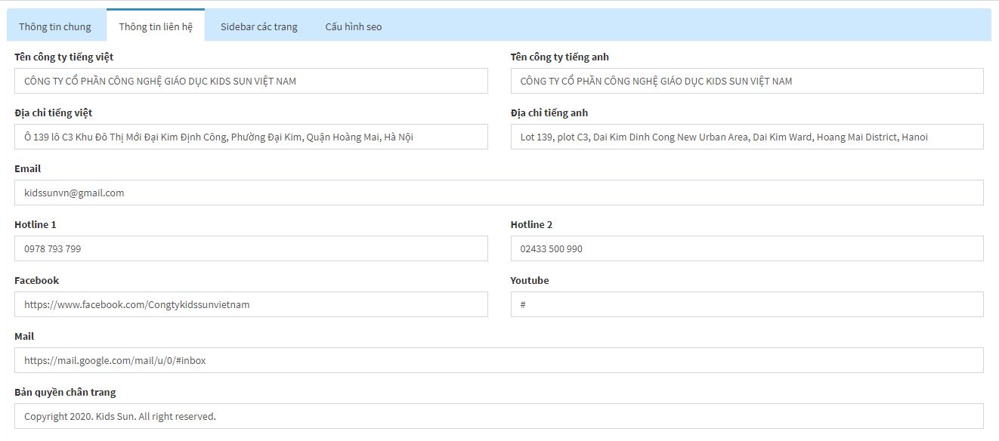 Thông tin chung
Thông tin liên hệ
Sidebar các trang
Cấu hình seo
Tên công ty tiếng việt
Tên công ty tiếng anh
CÔNG TY CỔ PHẦN CÔNG NGHỆ GIÁO DỤC KIDS SUN VIỆT NAM
CÔNG TY CỔ PHẦN CÔNG NGHỆ GIÁO DỤC KIDS SUN VIỆT NAM
Địa chỉ tiếng việt
Địa chỉ tiếng anh
Ô 139 lô C3 Khu Đô Thị Mới Đại Kim Định Công, Phường Đại Kim, Quận Hoàng Mai, Hà Nội
Lot 139, plot C3, Dai Kim Dinh Cong New Urban Area, Dai Kim Ward, Hoang Mai District, Hanoi
Email
kidssunvn@gmail.com
Hotline 1
Hotline 2
0978 793 799
02433 500 990
Facebook
Youtube
https://www.facebook.com/Congtykidssunvietnam
#
Mail
https://mail.google.com/mail/u/0/#inbox
Bản quyền chân trang
Copyright 2020. Kids Sun. All right reserved.